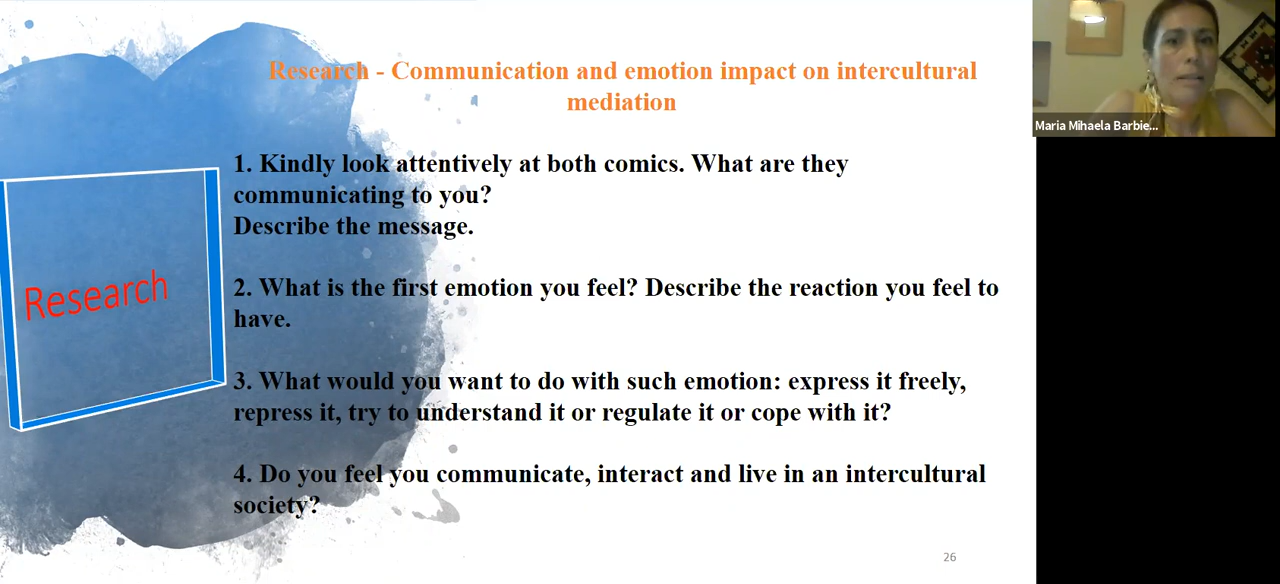 Research - Communication and emotion impact on intercultural
mediation
1. Kindly look attentively at both comics. What are they
communicating to you?
Describe the message.
2. What is the first emotion you feel? Describe the reaction you feel to
have.
3. What would you want to do with such emotion: express it freely,
repress it, try to understand it or regulate it or cope with it?
4. Do you feel you communicate, interact and live in an intercultural
society?
Research
26
Maria Mihaela Barbie...